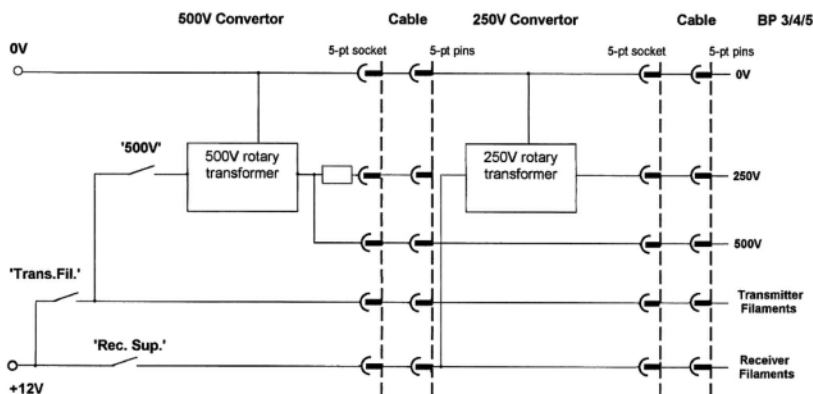 500V Convertor
Cable
250V Convertor
Cable
BP 3/4/5
0V
5-pt socket
5-pt pins
5-pt socket
5-pt pins
0V
'500V'
500V rotary
transformer
250V rotary
transformer
250V
500V
'Trans.Fil.'
Transmitter
Filaments
'Rec. Sup.'
Receiver
Filaments
+12V